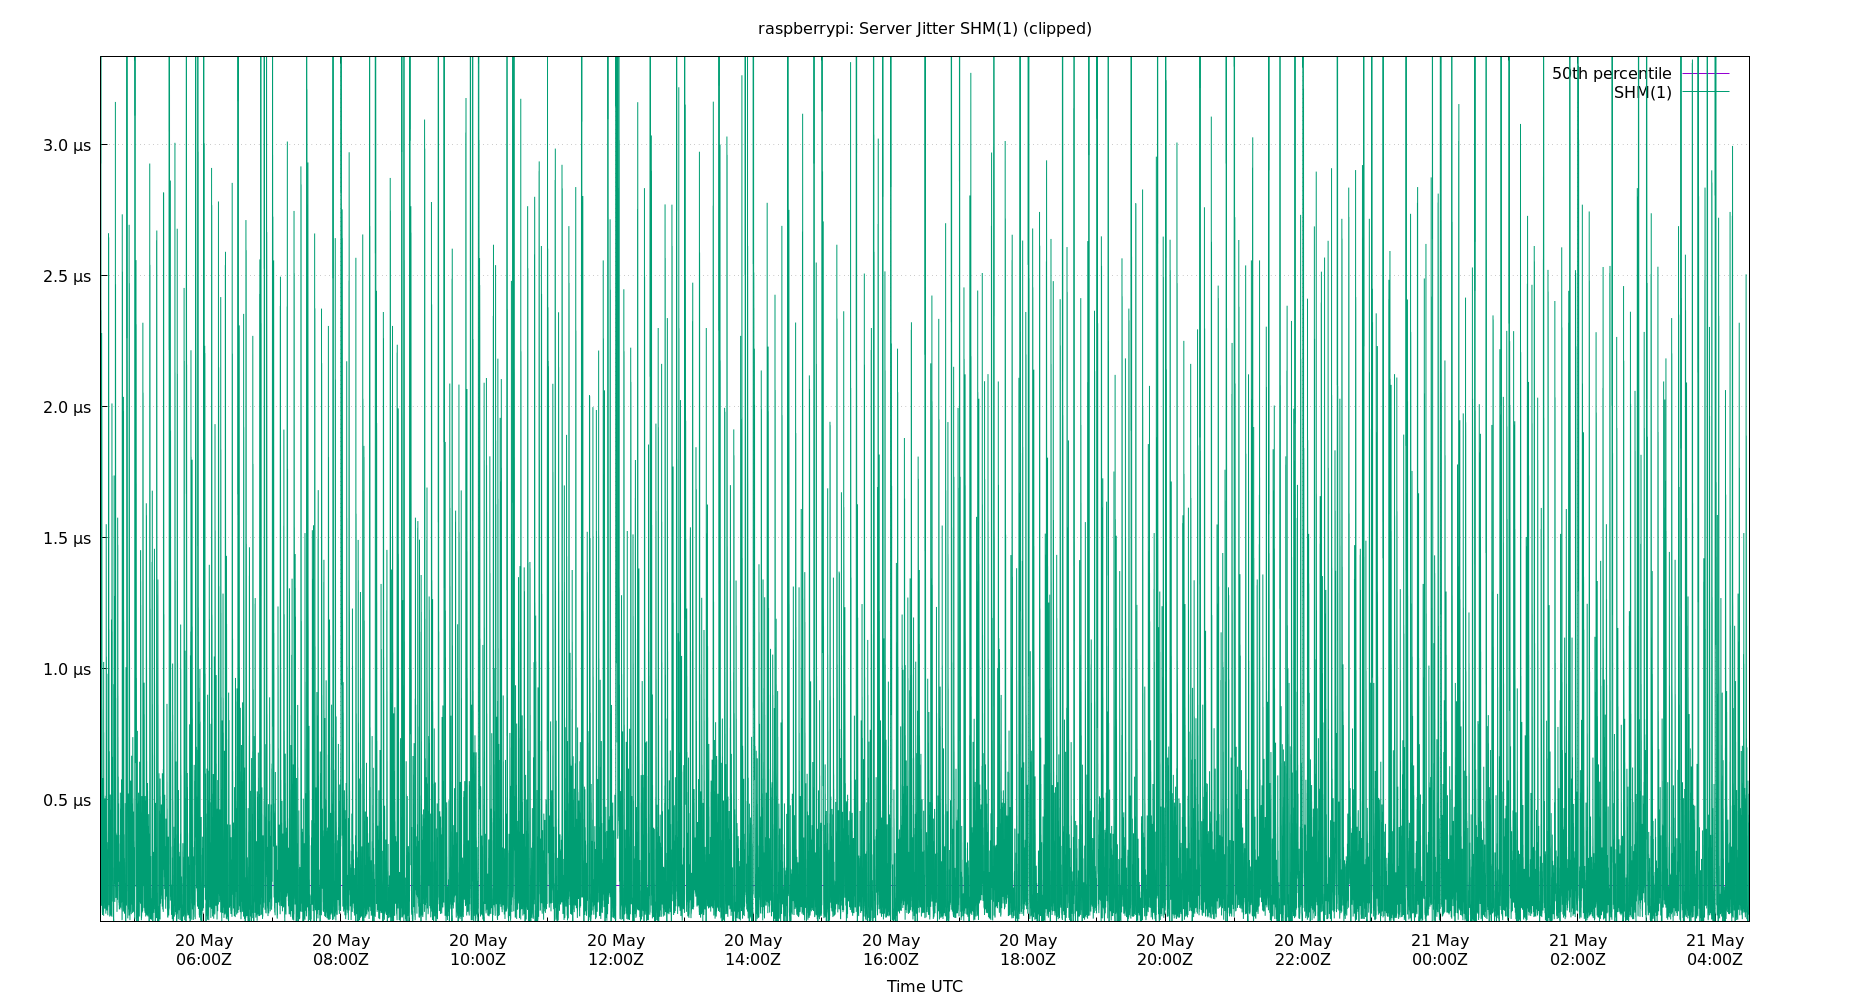 raspberrypi: Server Jitter SHM(1) (clipped)
50th percentile
SHM(1)
3.0 µs
2.5 µs
2.0 µs
1.5 µs
1.0 µs
0.5 µs
20 May 20 May 20 May 20 May 20 May 20 May 20 May 20 May 20 May 21 May 21 May 21 May
06:00Z 08:00Z 10:00Z 12:00Z 14:00Z 16:00Z 18:00Z 20:00Z 22:00Z 00:00Z 02:00Z 04:00Z
Time UTC